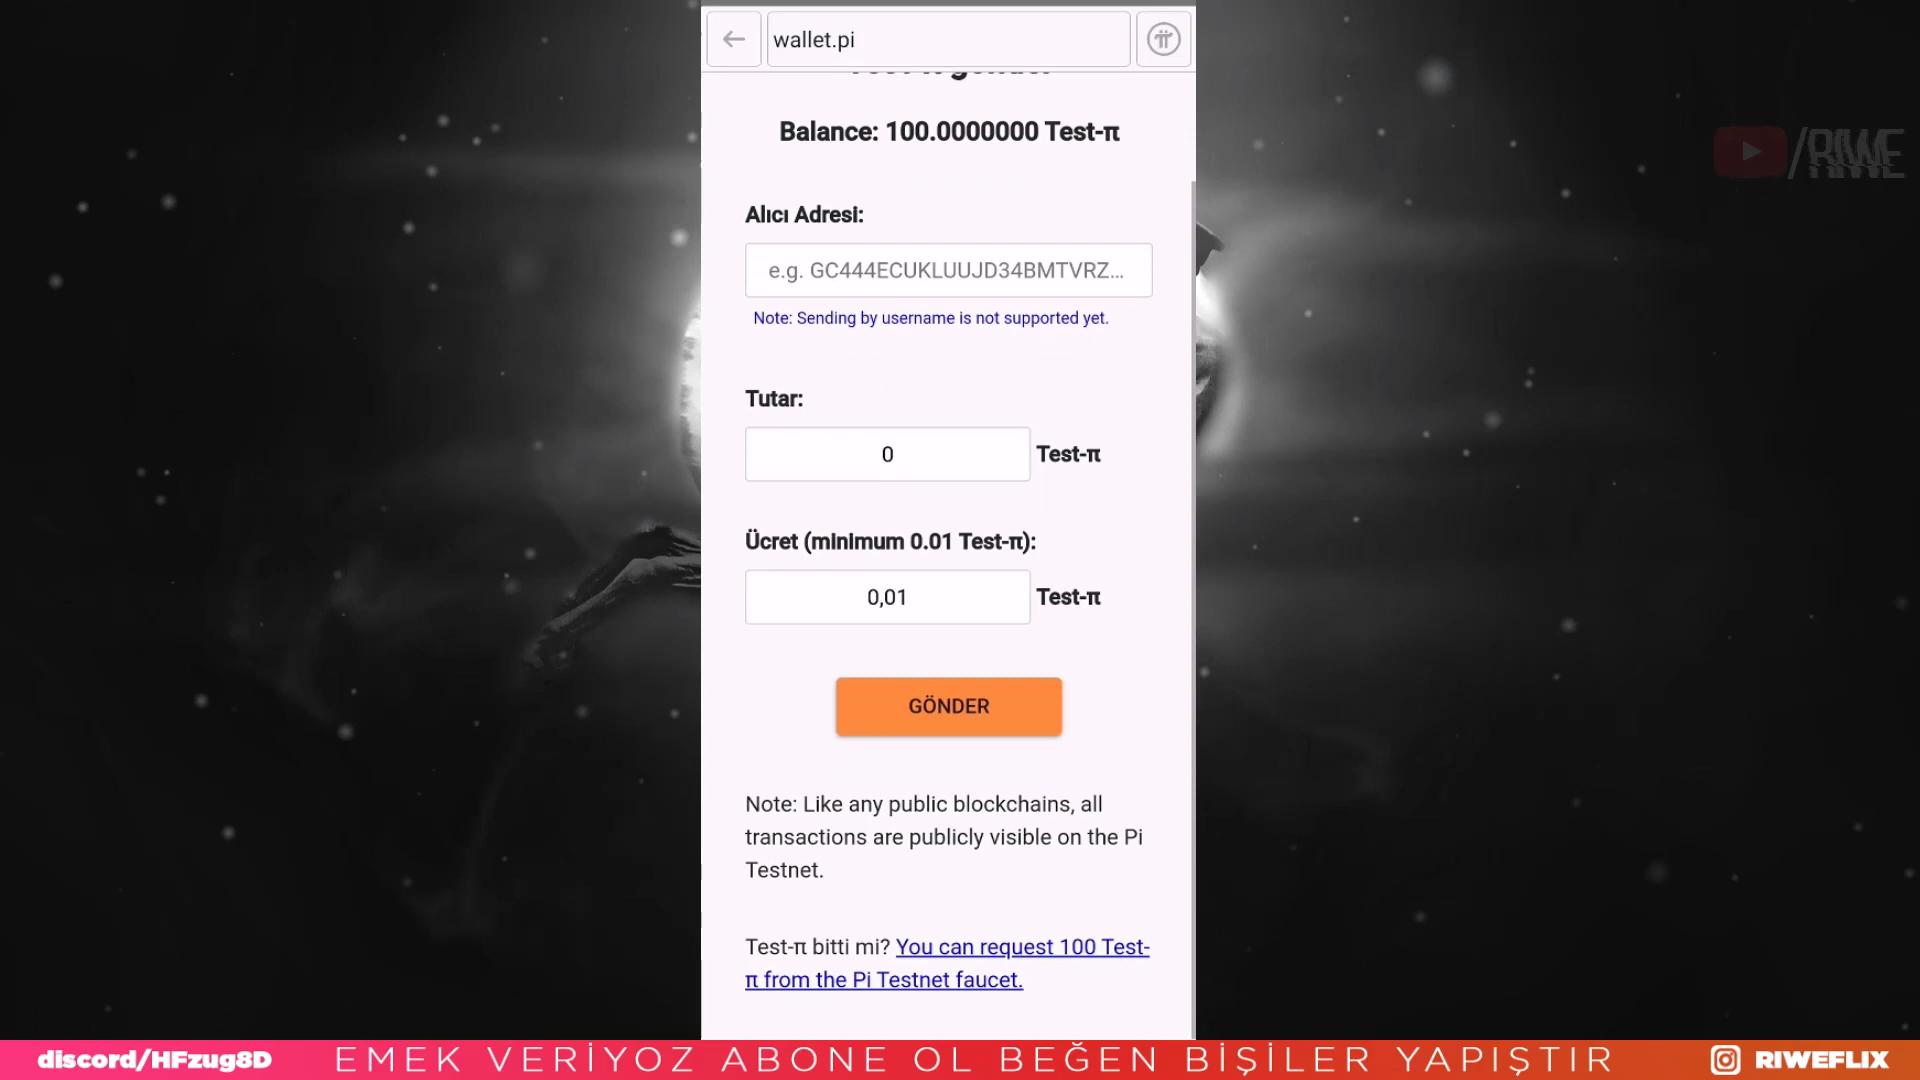 wallet.pi
Balance: 100.0000000 Test-π
/RIWE
Alıcı Adresi:
e.g. GC444ECUKLUUJD34BMTVRZ...
Note: Sending by username is not supported yet.
Tutar:
0 Test-π
Ücret (minimum 0.01 Test-π):
0,01 Test-π
GÖNDER
Note: Like any public blockchains, all
transactions are publicly visible on the Pi
Testnet.
Test-π bitti mi? You can request 100 Test-
π from the Pi Testnet faucet.
discord/HFzug8D EMEK VERİYOZ ABONE OL BEĞEN BİŞİLER YAPIŞTIR RIWEFLIX